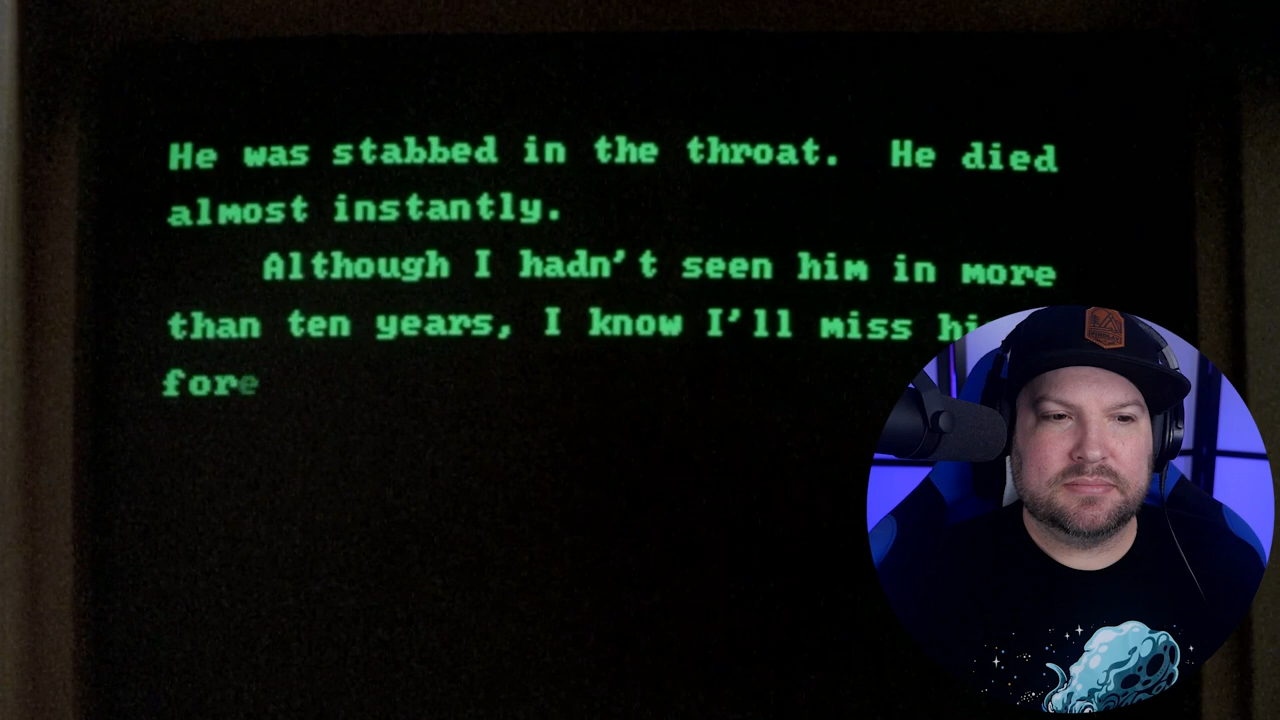 He was stabbed in the throat.  He died
almost instantly.
Although I hadn't seen him in more
than ten years, I know I'll miss hi
fore